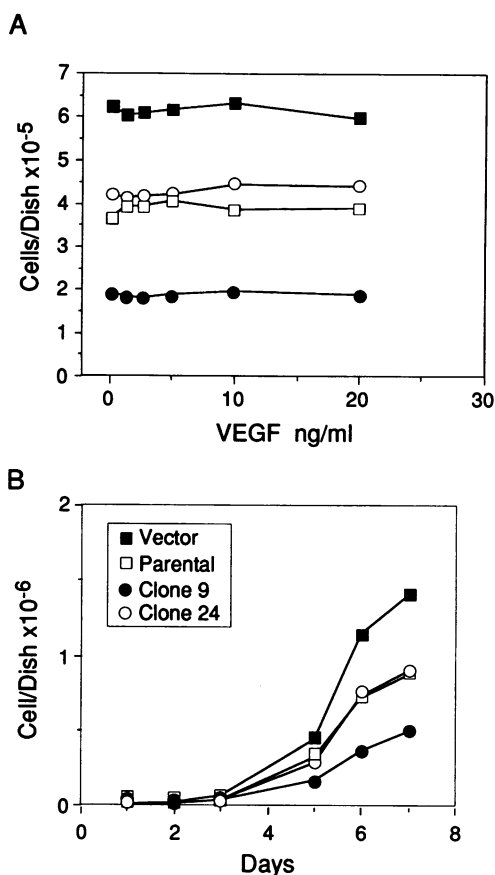 A
7
6
5
4
3
2
1
0
Cells/Dish x10-5
0 10 20 30
VEGF ng/ml
B
2
1
0
Cell/Dish x10-6
Vector
Parental
Clone 9
Clone 24
0 2 4 6 8
Days